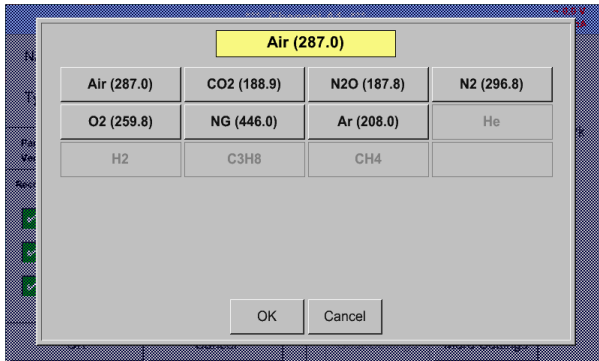 Air (287.0)
Air (287.0) CO2 (188.9) N2O (187.8) N2 (296.8)
O2 (259.8) NG (446.0) Ar (208.0) He
H2 C3H8 CH4
OK Cancel